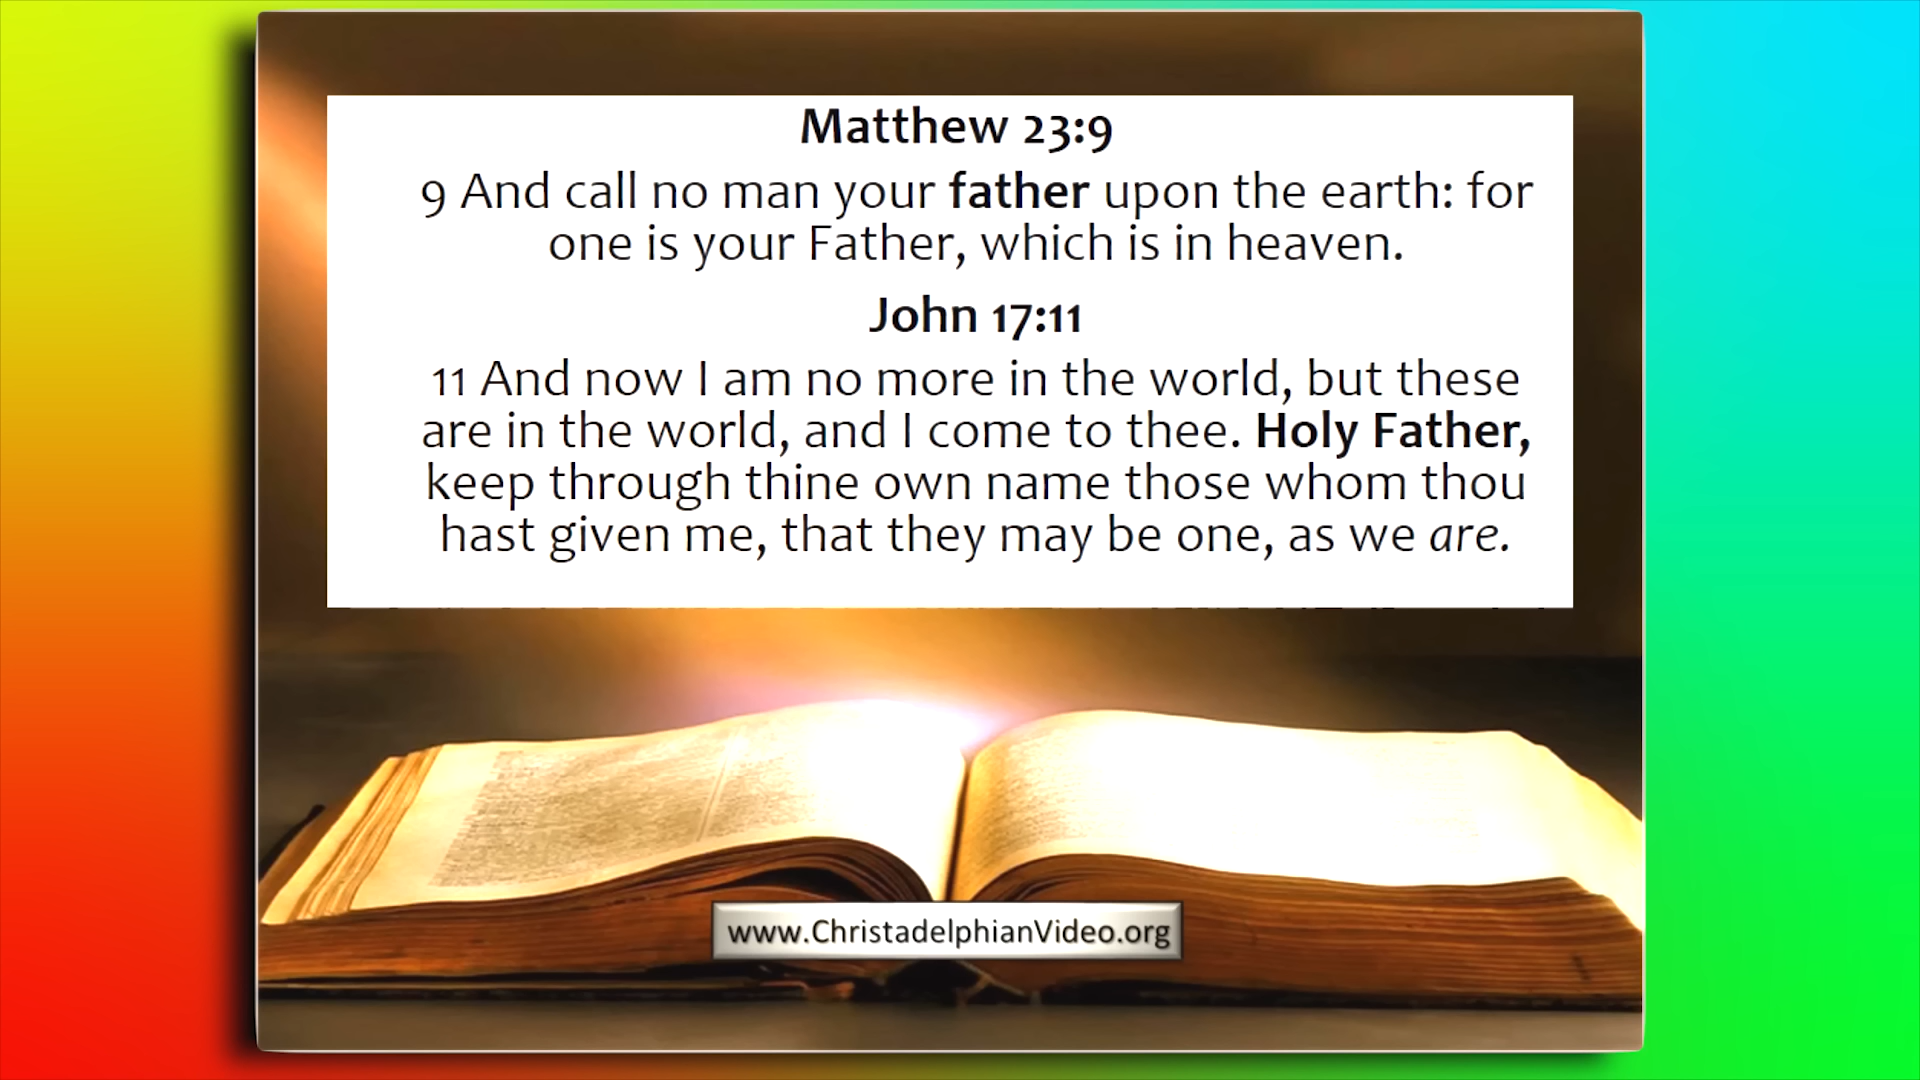 Matthew 23:9
9 And call no man your father upon the earth: for
one is your Father, which is in heaven.
John 17:11
11 And now I am no more in the world, but these
are in the world, and I come to thee. Holy Father,
keep through thine own name those whom thou
hast given me, that they may be one, as we are.
www.ChristadelphianVideo.org